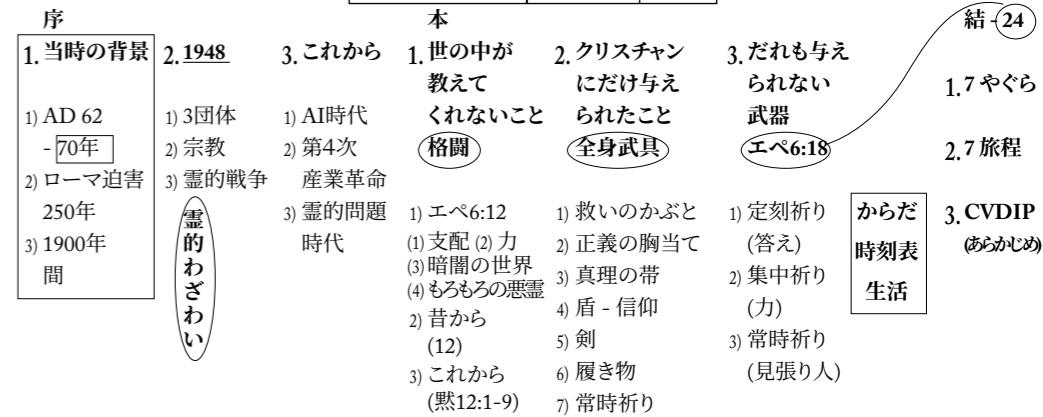 序
1. 当時の背景
1) AD 62
- 70年
2) ローマ迫害
250年
3) 1900年
間
2. 1948
1) 3団体
2) 宗教
3) 霊的戦争
霊的わざわい
3. これから
1) AI時代
2) 第4次
産業革命
3) 霊的問題
時代
本
1. 世の中が
教えて
くれないこと
格闘
1) エペ6:12
(1) 支配 (2) 力
(3) 暗闇の世界
(4) もろもろの悪霊
2) 昔から
(12)
3) これから
(黙12:1-9)
2. クリスチャン
にだけ与え
られたこと
全身武具
1) 救いのかぶと
2) 正義の胸当て
3) 真理の帯
4) 盾 - 信仰
5) 剣
6) 履き物
7) 常時祈り
3. だれも与え
られない
武器
エペ6:18
1) 定刻祈り
(答え)
2) 集中祈り
(力)
3) 常時祈り
(見張り人)
からだ
時刻表
生活
結 - 24
1. 7 やぐら
2. 7 旅程
3. CVDIP
(あらかじめ)